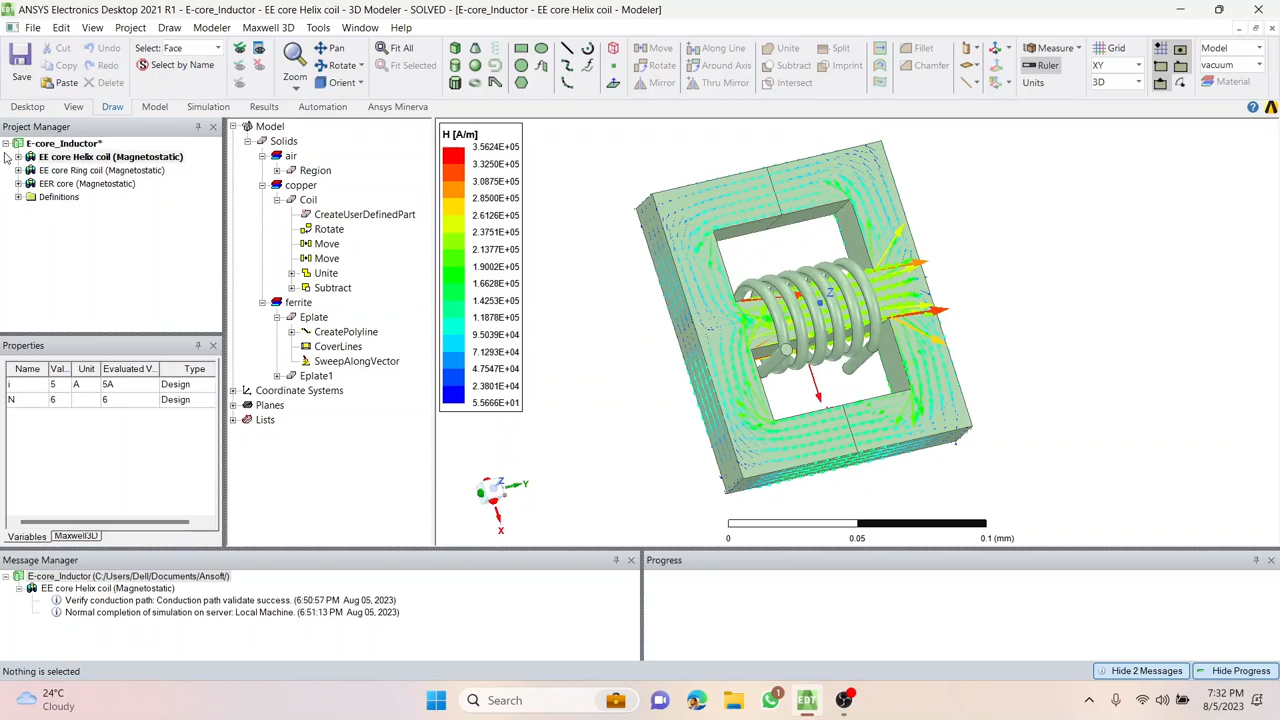 ANSYS Electronics Desktop 2021 R1 - E-core_Inductor - EE core Helix coil - 3D Modeler - SOLVED - [E-core_Inductor - EE core Helix coil - Modeler]
File Edit View Project Draw Modeler Maxwell 3D Tools Window Help
Save
Cut
Copy
Paste
Undo
Redo
Delete
Select: Face
Select by Name
Zoom
Pan
Rotate
Orient
Fit All
Fit Selected
Move
Rotate
Mirror
Along Line
Around Axis
Thru Mirror
Unite
Subtract
Intersect
Split
Imprint
Fillet
Chamfer
Measure
Ruler
Units
Grid
XY
3D
Model
vacuum
Material
Desktop View Draw Model Simulation Results Automation Ansys Minerva
Project Manager
E-core_Inductor*
EE core Helix coil (Magnetostatic)
EE core Ring coil (Magnetostatic)
EER core (Magnetostatic)
Definitions
Properties
Name Val... Unit Evaluated V... Type
i 5 A 5A Design
N 6 6 Design
Variables Maxwell3D
Model
Solids
air
Region
copper
Coil
CreateUserDefinedPart
Rotate
Move
Move
Unite
Subtract
ferrite
Eplate
CreatePolyline
CoverLines
SweepAlongVector
Eplate1
Coordinate Systems
Planes
Lists
H [A/m]
3.5624E+05
3.3250E+05
3.0875E+05
2.8500E+05
2.6126E+05
2.3751E+05
2.1377E+05
1.9002E+05
1.6628E+05
1.4253E+05
1.1878E+05
9.5039E+04
7.1293E+04
4.7547E+04
2.3801E+04
5.5666E+01
Z
Z
Y
X
0 0.05 0.1 (mm)
Message Manager
E-core_Inductor (C:/Users/Dell/Documents/Ansoft/)
EE core Helix coil (Magnetostatic)
Verify conduction path: Conduction path validate success. (6:50:57 PM Aug 05, 2023)
Normal completion of simulation on server: Local Machine. (6:51:13 PM Aug 05, 2023)
Progress
Nothing is selected
Hide 2 Messages
Hide Progress
24°C
Cloudy
Search
1
EDT
7:32 PM
8/5/2023